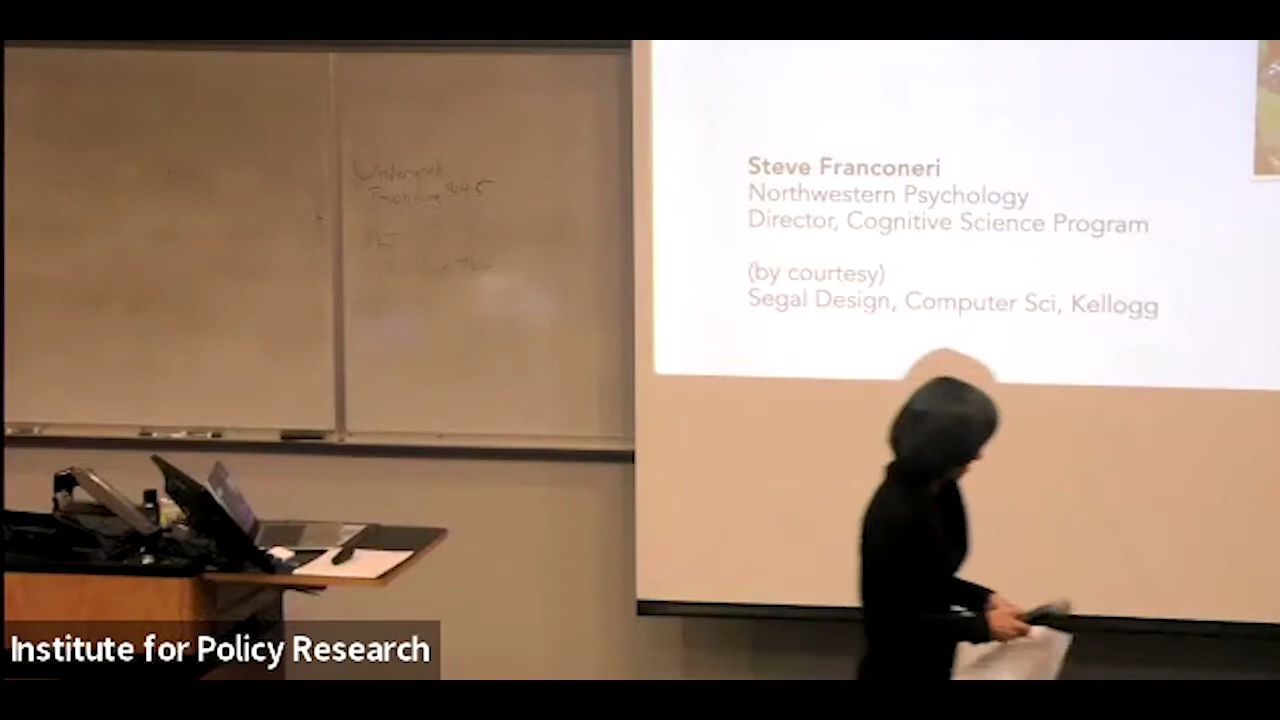 Undergrad
Steve Franconeri
Northwestern Psychology
Director, Cognitive Science Program
(by courtesy)
Segal Design, Computer Sci, Kellogg
Institute for Policy Research